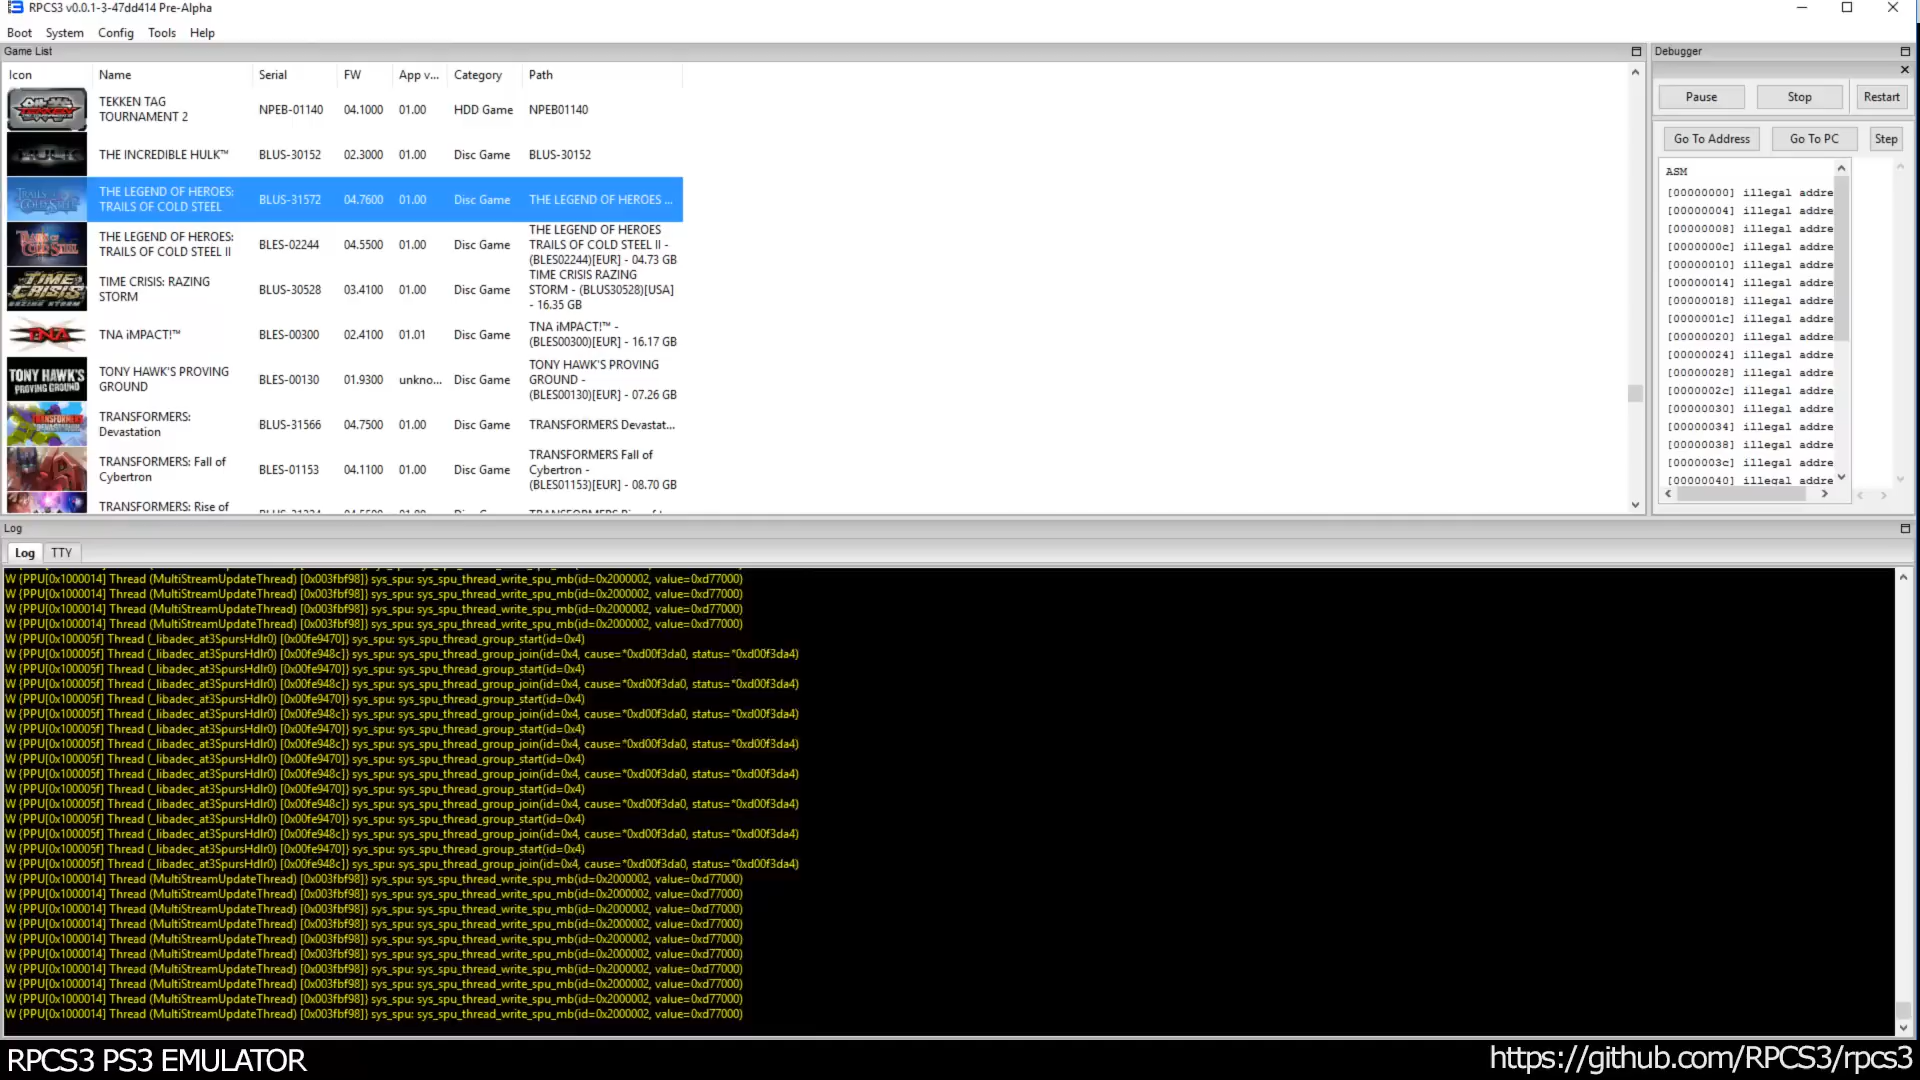 RPCS3 v0.0.1-3-47dd414 Pre-Alpha
Boot System Config Tools Help
Game List
Icon Name Serial FW App v... Category Path
TEKKEN TAG
TOURNAMENT 2
NPEB-01140 04.1000 01.00 HDD Game NPEB01140
HULK
THE INCREDIBLE HULK™ BLUS-30152 02.3000 01.00 Disc Game BLUS-30152
TRAILS OF COLD STEEL
THE LEGEND OF HEROES:
TRAILS OF COLD STEEL
BLUS-31572 04.7600 01.00 Disc Game THE LEGEND OF HEROES ...
TRAILS OF COLD STEEL
THE LEGEND OF HEROES:
TRAILS OF COLD STEEL II
BLES-02244 04.5500 01.00 Disc Game
THE LEGEND OF HEROES
TRAILS OF COLD STEEL II -
(BLES02244)[EUR] - 04.73 GB
TIME CRISIS
RAZING STORM
TIME CRISIS: RAZING
STORM
BLUS-30528 03.4100 01.00 Disc Game
TIME CRISIS RAZING
STORM - (BLUS30528)[USA]
- 16.35 GB
TNA
TNA iMPACT!™ BLES-00300 02.4100 01.01 Disc Game
TNA iMPACT!™ -
(BLES00300)[EUR] - 16.17 GB
TONY HAWK'S
PROVING GROUND
TONY HAWK'S PROVING
GROUND
BLES-00130 01.9300 unkno... Disc Game
TONY HAWK'S PROVING
GROUND -
(BLES00130)[EUR] - 07.26 GB
TRANSFORMERS
DEVASTATION
TRANSFORMERS:
Devastation
BLUS-31566 04.7500 01.00 Disc Game TRANSFORMERS Devastat...
TRANSFORMERS: Fall of
Cybertron
BLES-01153 04.1100 01.00 Disc Game
TRANSFORMERS Fall of
Cybertron -
(BLES01153)[EUR] - 08.70 GB
TRANSFORMERS: Rise of
Debugger
Pause Stop Restart
Go To Address Go To PC Step
ASM
[00000000] illegal addre
[00000004] illegal addre
[00000008] illegal addre
[0000000c] illegal addre
[00000010] illegal addre
[00000014] illegal addre
[00000018] illegal addre
[0000001c] illegal addre
[00000020] illegal addre
[00000024] illegal addre
[00000028] illegal addre
[0000002c] illegal addre
[00000030] illegal addre
[00000034] illegal addre
[00000038] illegal addre
[0000003c] illegal addre
[00000040] illegal addre
Log
Log TTY
W {PPU[0x1000014] Thread (MultiStreamUpdateThread) [0x003fbf98]} sys_spu: sys_spu_thread_write_spu_mb(id=0x2000002, value=0xd77000)
W {PPU[0x1000014] Thread (MultiStreamUpdateThread) [0x003fbf98]} sys_spu: sys_spu_thread_write_spu_mb(id=0x2000002, value=0xd77000)
W {PPU[0x1000014] Thread (MultiStreamUpdateThread) [0x003fbf98]} sys_spu: sys_spu_thread_write_spu_mb(id=0x2000002, value=0xd77000)
W {PPU[0x1000014] Thread (MultiStreamUpdateThread) [0x003fbf98]} sys_spu: sys_spu_thread_write_spu_mb(id=0x2000002, value=0xd77000)
W {PPU[0x100005f] Thread (_libadec_at3SpursHdlr0) [0x00fe9470]} sys_spu: sys_spu_thread_group_start(id=0x4)
W {PPU[0x100005f] Thread (_libadec_at3SpursHdlr0) [0x00fe948c]} sys_spu: sys_spu_thread_group_join(id=0x4, cause=*0xd00f3da0, status=*0xd00f3da4)
W {PPU[0x100005f] Thread (_libadec_at3SpursHdlr0) [0x00fe9470]} sys_spu: sys_spu_thread_group_start(id=0x4)
W {PPU[0x100005f] Thread (_libadec_at3SpursHdlr0) [0x00fe948c]} sys_spu: sys_spu_thread_group_join(id=0x4, cause=*0xd00f3da0, status=*0xd00f3da4)
W {PPU[0x100005f] Thread (_libadec_at3SpursHdlr0) [0x00fe9470]} sys_spu: sys_spu_thread_group_start(id=0x4)
W {PPU[0x100005f] Thread (_libadec_at3SpursHdlr0) [0x00fe948c]} sys_spu: sys_spu_thread_group_join(id=0x4, cause=*0xd00f3da0, status=*0xd00f3da4)
W {PPU[0x100005f] Thread (_libadec_at3SpursHdlr0) [0x00fe9470]} sys_spu: sys_spu_thread_group_start(id=0x4)
W {PPU[0x100005f] Thread (_libadec_at3SpursHdlr0) [0x00fe948c]} sys_spu: sys_spu_thread_group_join(id=0x4, cause=*0xd00f3da0, status=*0xd00f3da4)
W {PPU[0x100005f] Thread (_libadec_at3SpursHdlr0) [0x00fe9470]} sys_spu: sys_spu_thread_group_start(id=0x4)
W {PPU[0x100005f] Thread (_libadec_at3SpursHdlr0) [0x00fe948c]} sys_spu: sys_spu_thread_group_join(id=0x4, cause=*0xd00f3da0, status=*0xd00f3da4)
W {PPU[0x100005f] Thread (_libadec_at3SpursHdlr0) [0x00fe9470]} sys_spu: sys_spu_thread_group_start(id=0x4)
W {PPU[0x100005f] Thread (_libadec_at3SpursHdlr0) [0x00fe948c]} sys_spu: sys_spu_thread_group_join(id=0x4, cause=*0xd00f3da0, status=*0xd00f3da4)
W {PPU[0x100005f] Thread (_libadec_at3SpursHdlr0) [0x00fe9470]} sys_spu: sys_spu_thread_group_start(id=0x4)
W {PPU[0x100005f] Thread (_libadec_at3SpursHdlr0) [0x00fe948c]} sys_spu: sys_spu_thread_group_join(id=0x4, cause=*0xd00f3da0, status=*0xd00f3da4)
W {PPU[0x100005f] Thread (_libadec_at3SpursHdlr0) [0x00fe9470]} sys_spu: sys_spu_thread_group_start(id=0x4)
W {PPU[0x100005f] Thread (_libadec_at3SpursHdlr0) [0x00fe948c]} sys_spu: sys_spu_thread_group_join(id=0x4, cause=*0xd00f3da0, status=*0xd00f3da4)
W {PPU[0x1000014] Thread (MultiStreamUpdateThread) [0x003fbf98]} sys_spu: sys_spu_thread_write_spu_mb(id=0x2000002, value=0xd77000)
W {PPU[0x1000014] Thread (MultiStreamUpdateThread) [0x003fbf98]} sys_spu: sys_spu_thread_write_spu_mb(id=0x2000002, value=0xd77000)
W {PPU[0x1000014] Thread (MultiStreamUpdateThread) [0x003fbf98]} sys_spu: sys_spu_thread_write_spu_mb(id=0x2000002, value=0xd77000)
W {PPU[0x1000014] Thread (MultiStreamUpdateThread) [0x003fbf98]} sys_spu: sys_spu_thread_write_spu_mb(id=0x2000002, value=0xd77000)
W {PPU[0x1000014] Thread (MultiStreamUpdateThread) [0x003fbf98]} sys_spu: sys_spu_thread_write_spu_mb(id=0x2000002, value=0xd77000)
W {PPU[0x1000014] Thread (MultiStreamUpdateThread) [0x003fbf98]} sys_spu: sys_spu_thread_write_spu_mb(id=0x2000002, value=0xd77000)
W {PPU[0x1000014] Thread (MultiStreamUpdateThread) [0x003fbf98]} sys_spu: sys_spu_thread_write_spu_mb(id=0x2000002, value=0xd77000)
W {PPU[0x1000014] Thread (MultiStreamUpdateThread) [0x003fbf98]} sys_spu: sys_spu_thread_write_spu_mb(id=0x2000002, value=0xd77000)
W {PPU[0x1000014] Thread (MultiStreamUpdateThread) [0x003fbf98]} sys_spu: sys_spu_thread_write_spu_mb(id=0x2000002, value=0xd77000)
W {PPU[0x1000014] Thread (MultiStreamUpdateThread) [0x003fbf98]} sys_spu: sys_spu_thread_write_spu_mb(id=0x2000002, value=0xd77000)
RPCS3 PS3 EMULATOR
https://github.com/RPCS3/rpcs3